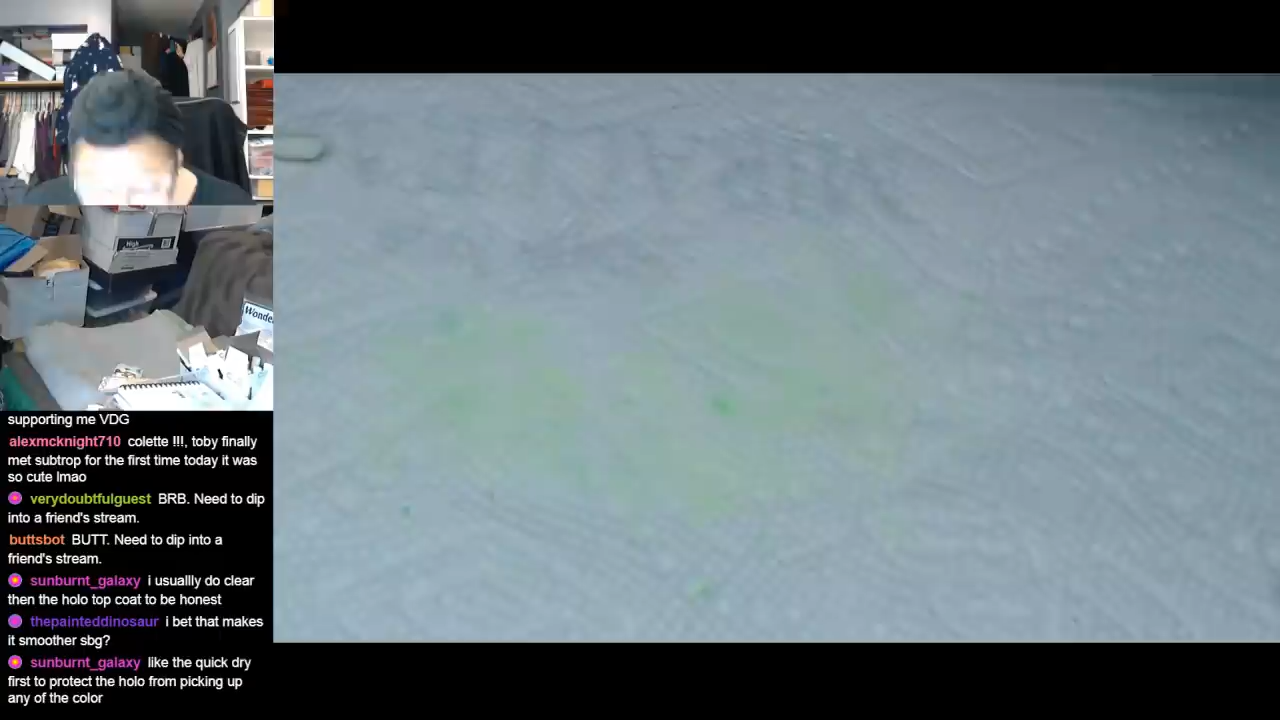 High
Wonde
supporting me VDG
alexmcknight710 colette !!!, toby finally
met subtrop for the first time today it was
so cute lmao
verydoubtfulguest BRB. Need to dip
into a friend's stream.
buttsbot BUTT. Need to dip into a
friend's stream.
sunburnt_galaxy i usuallly do clear
then the holo top coat to be honest
thepainteddinosaur i bet that makes
it smoother sbg?
sunburnt_galaxy like the quick dry
first to protect the holo from picking up
any of the color